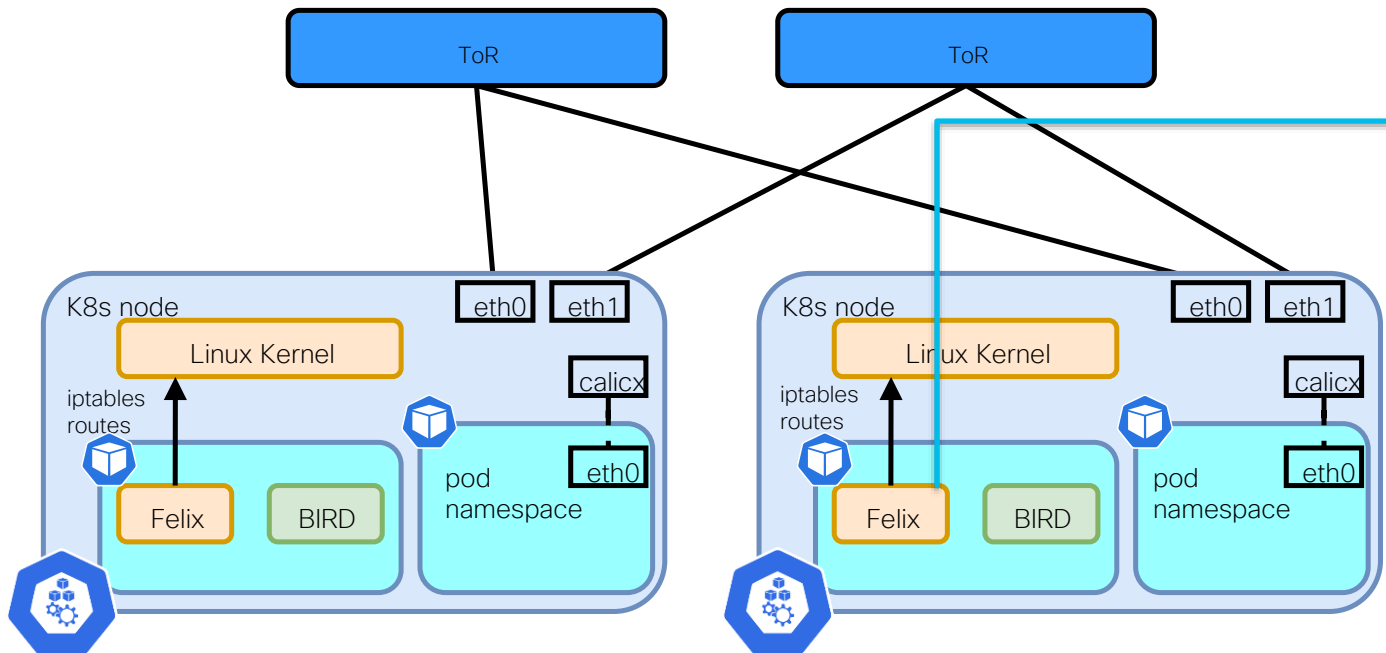 ToR
ToR
K8s node
eth0
eth1
Linux Kernel
calicx
iptables
routes
eth0
pod
namespace
Felix
BIRD
K8s node
eth0
eth1
Linux Kernel
calicx
iptables
routes
eth0
pod
namespace
Felix
BIRD